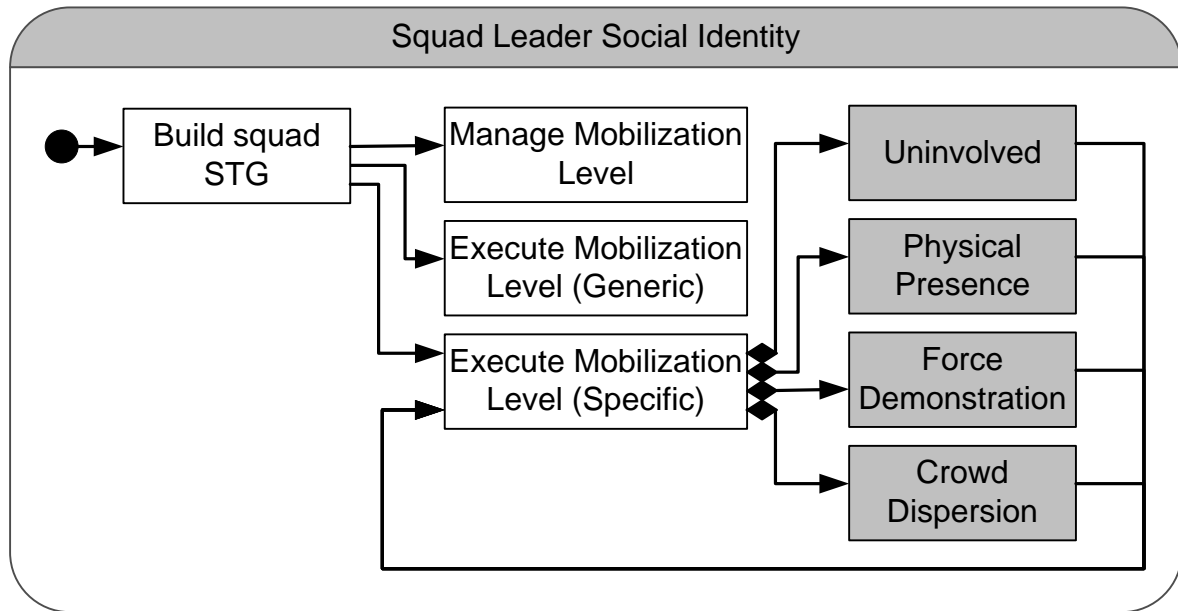 Squad Leader Social Identity
Build squad
STG
Manage Mobilization
Level
Execute Mobilization
Level (Generic)
Execute Mobilization
Level (Specific)
Uninvolved
Physical
Presence
Force
Demonstration
Crowd
Dispersion